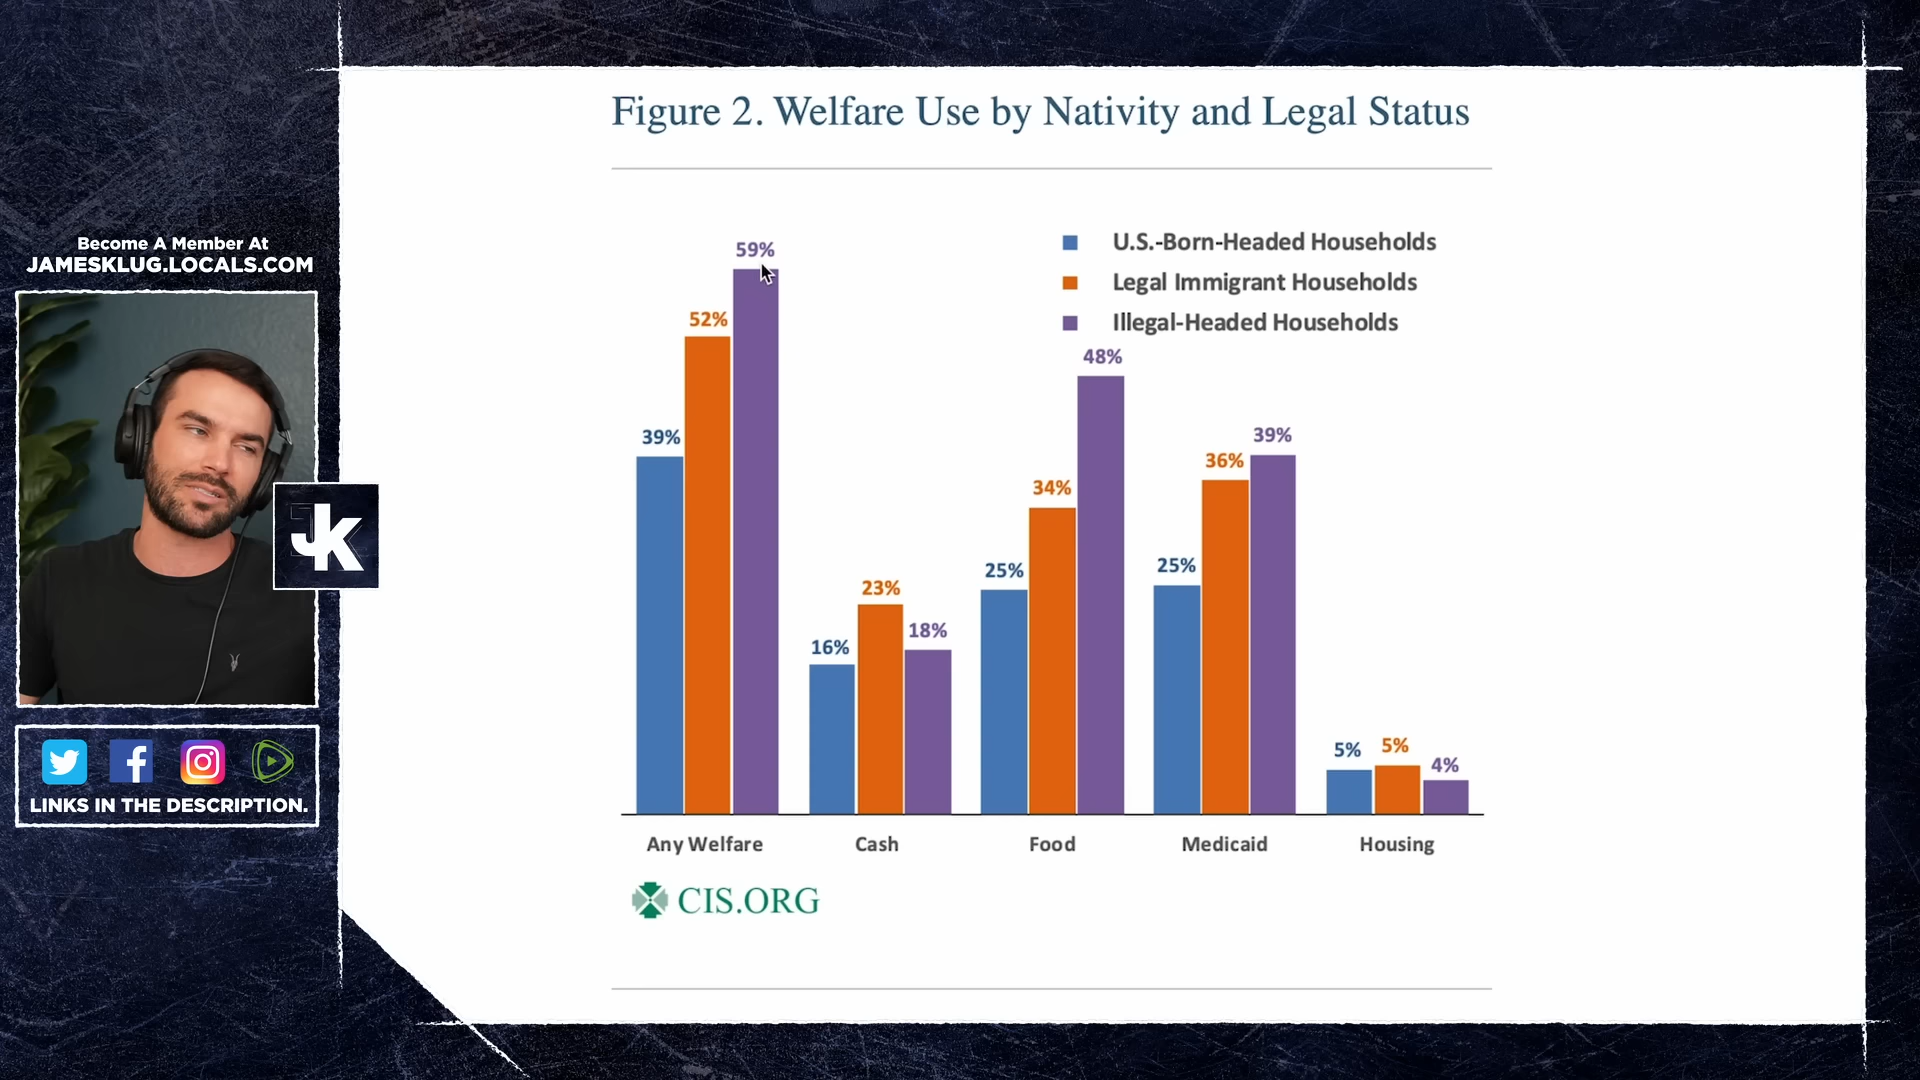 Become A Member At
JAMESKLUG.LOCALS.COM
JK
LINKS IN THE DESCRIPTION.
Figure 2. Welfare Use by Nativity and Legal Status
U.S.-Born-Headed Households
Legal Immigrant Households
Illegal-Headed Households
39%
52%
59%
16%
23%
18%
25%
34%
48%
25%
36%
39%
5%
5%
4%
Any Welfare
Cash
Food
Medicaid
Housing
CIS.ORG